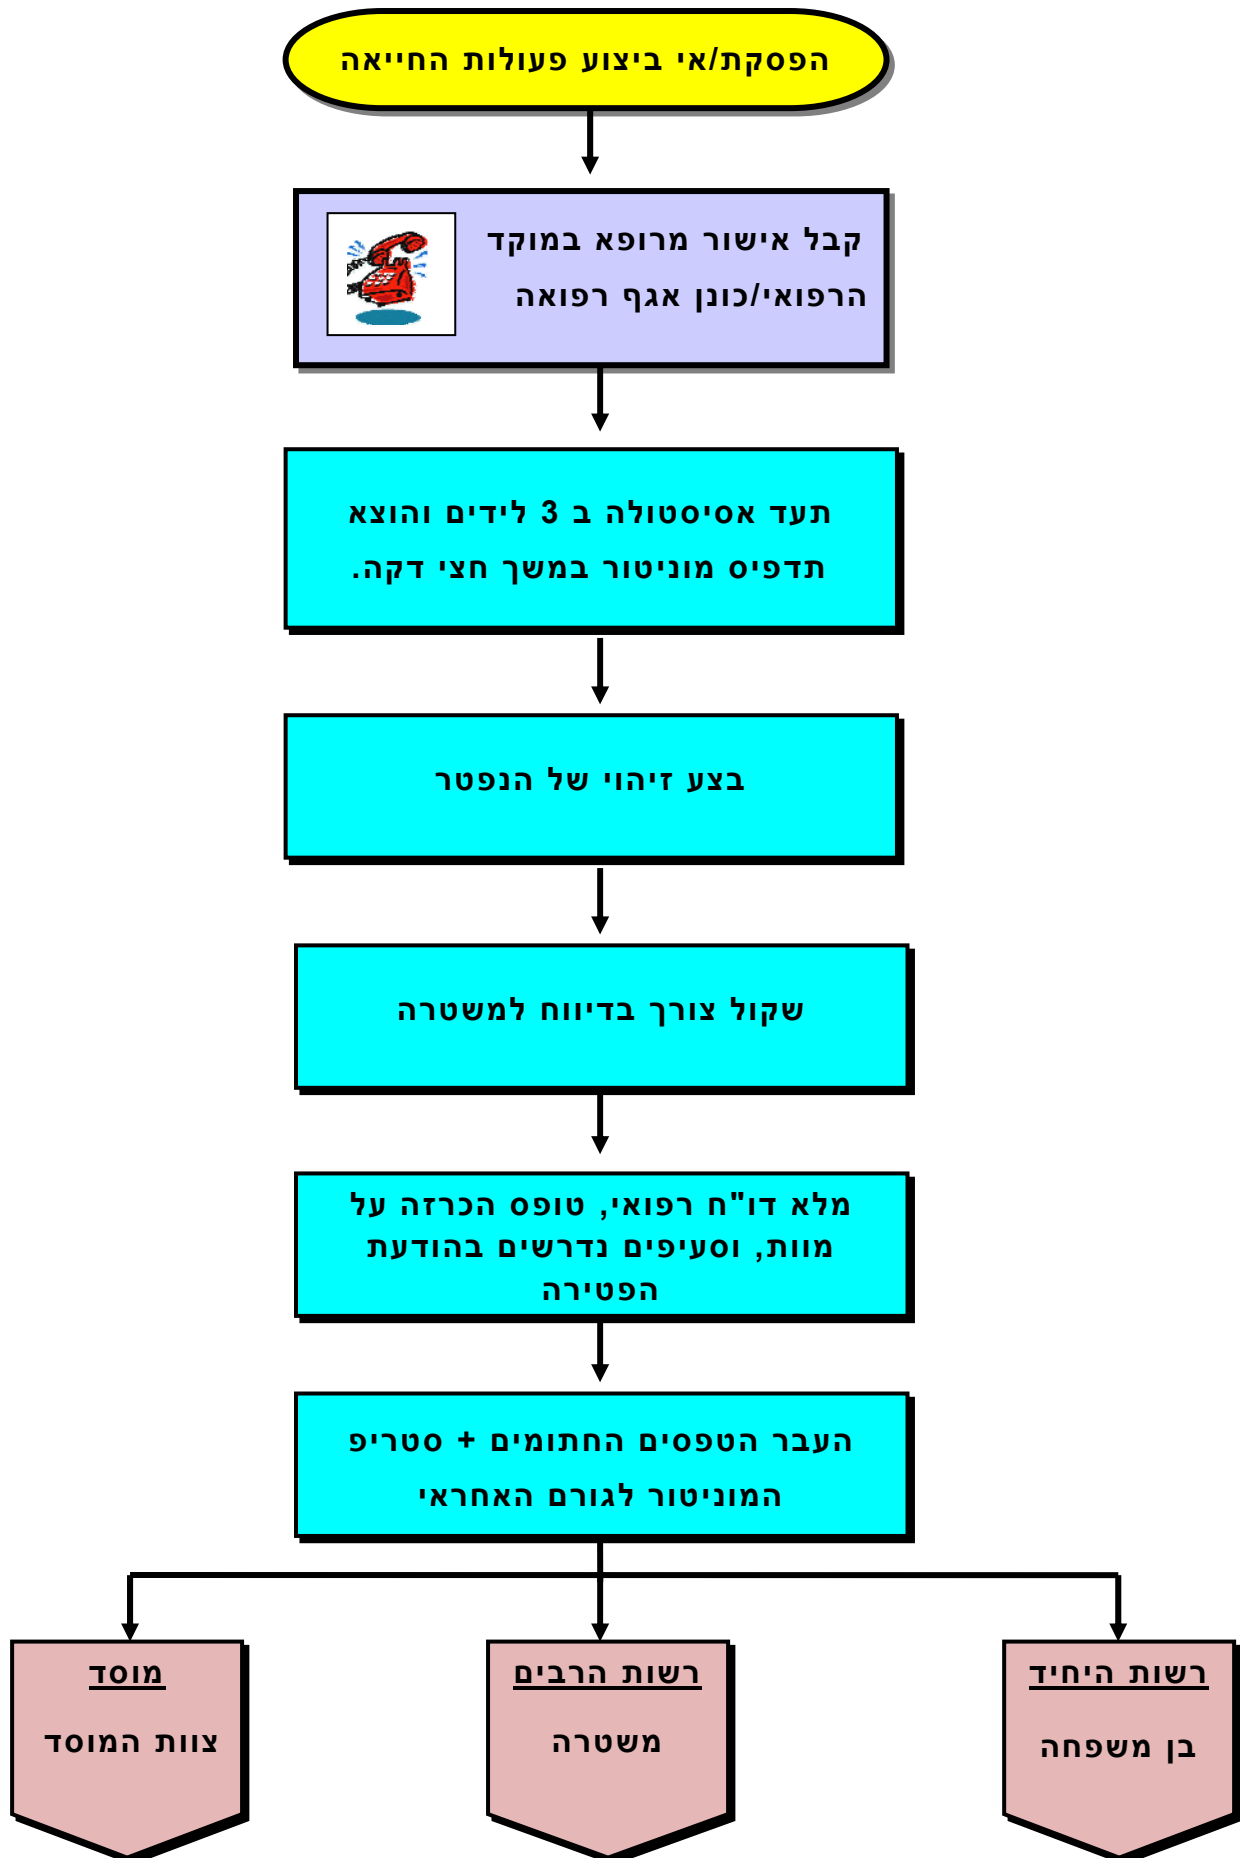 הפסקת/אי ביצוע פעולות החייאה
קבל אישור מרופא במוקד
הרפואי/כונן אגף רפואה
תעד אסיסטולה ב 3 לידים והוצא
תדפיס מוניטור במשך חצי דקה.
בצע זיהוי של הנפטר
שקול צורך בדיווח למשטרה
מלא דו"ח רפואי, טופס הכרזה על
מוות, וסעיפים נדרשים בהודעת
הפטירה
העבר הטפסים החתומים + סטריפ
המוניטור לגורם האחראי
רשות היחיד
בן משפחה
רשות הרבים
משטרה
מוסד
צוות המוסד